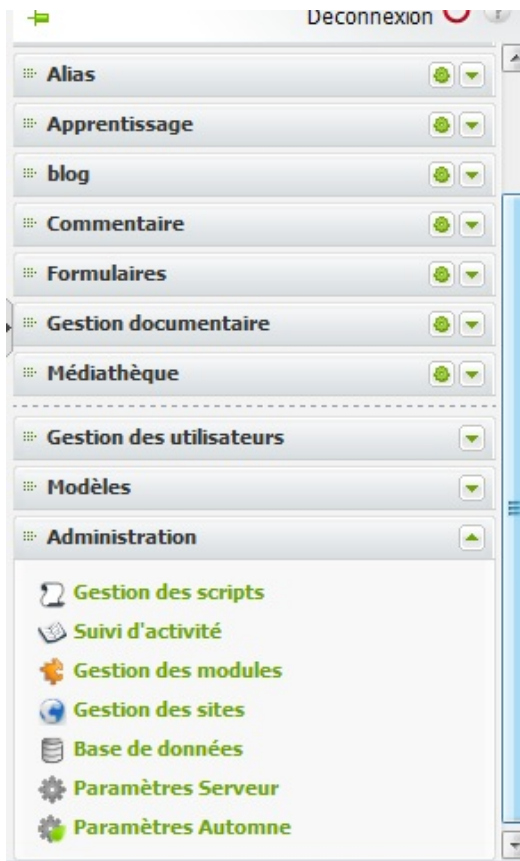 Déconnexion
Alias
Apprentissage
blog
Commentaire
Formulaires
Gestion documentaire
Médiathèque
Gestion des utilisateurs
Modèles
Administration
Gestion des scripts
Suivi d'activité
Gestion des modules
Gestion des sites
Base de données
Paramètres Serveur
Paramètres Automne